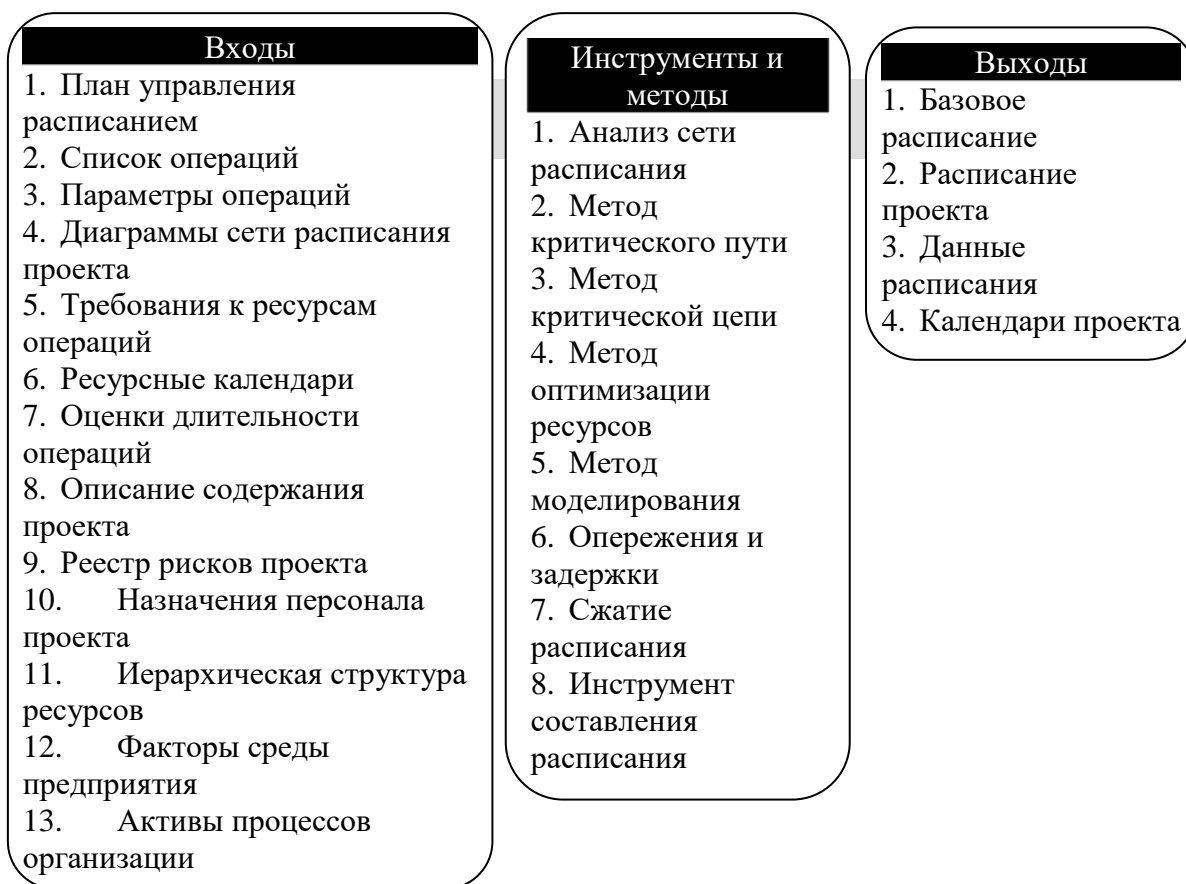 Входы
1. План управления
расписанием
2. Список операций
3. Параметры операций
4. Диаграммы сети расписания
проекта
5. Требования к ресурсам
операций
6. Ресурсные календари
7. Оценки длительности
операций
8. Описание содержания
проекта
9. Реестр рисков проекта
10. Назначения персонала
проекта
11. Иерархическая структура
ресурсов
12. Факторы среды
предприятия
13. Активы процессов
организации
Инструменты и
методы
1. Анализ сети
расписания
2. Метод
критического пути
3. Метод
критической цепи
4. Метод
оптимизации
ресурсов
5. Метод
моделирования
6. Опережения и
задержки
7. Сжатие
расписания
8. Инструмент
составления
расписания
Выходы
1. Базовое
расписание
2. Расписание
проекта
3. Данные
расписания
4. Календари проекта